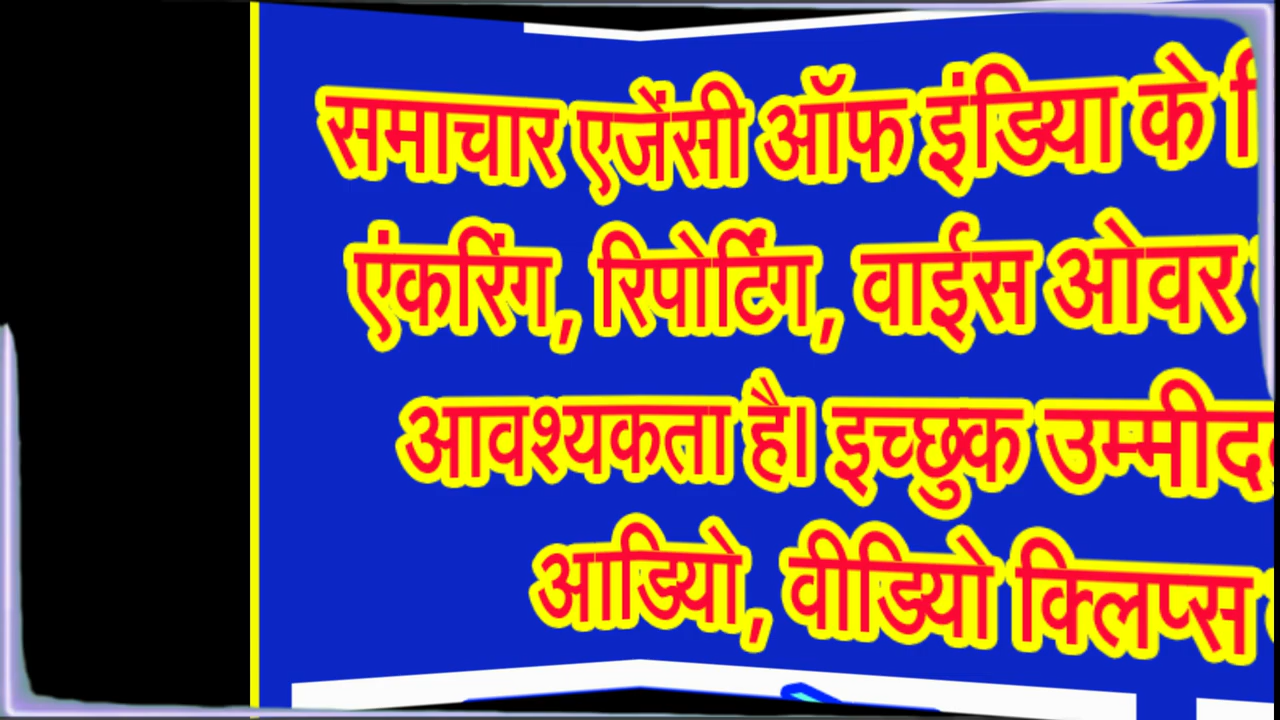 समाचार एजेंसी ऑफ इंडिया के
एंकरिंग, रिपोर्टिंग, वाईस ओवर
आवश्यकता है। इच्छुक
आडियो, वीडियो क्लिप्स